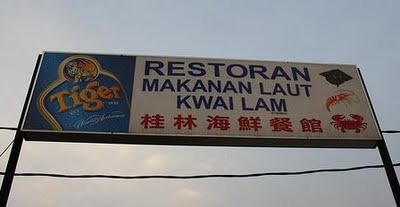 Tiger
RESTORAN
MAKANAN LAUT
KWAI LAM
桂林海鮮餐館